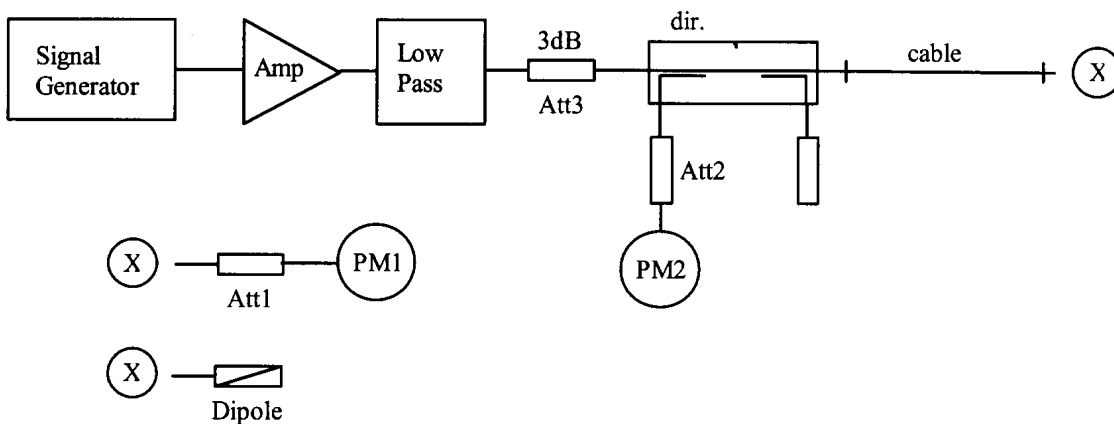 dir.
Signal
Generator
Amp
Low
Pass
3dB
Att3
cable
X
Att2
PM2
X
Att1
PM1
X
Dipole